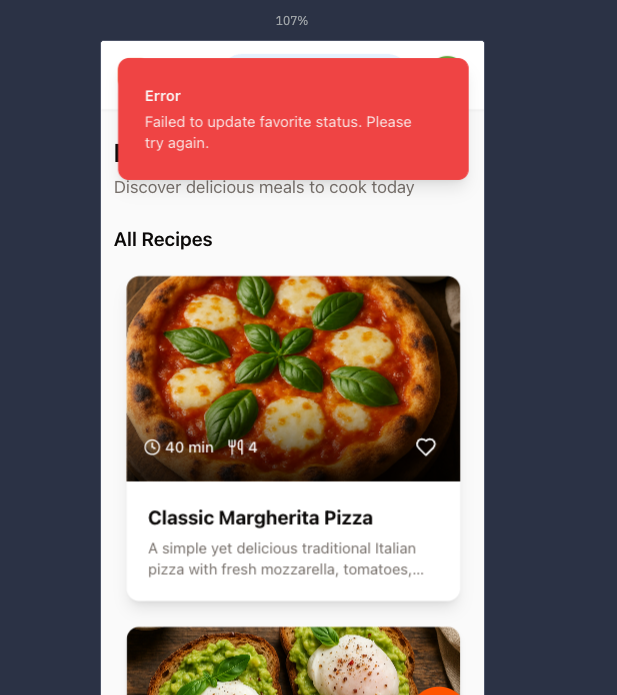 107%
Error
Failed to update favorite status. Please
try again.
Discover delicious meals to cook today
All Recipes
40 min 4
Classic Margherita Pizza
A simple yet delicious traditional Italian
pizza with fresh mozzarella, tomatoes,...